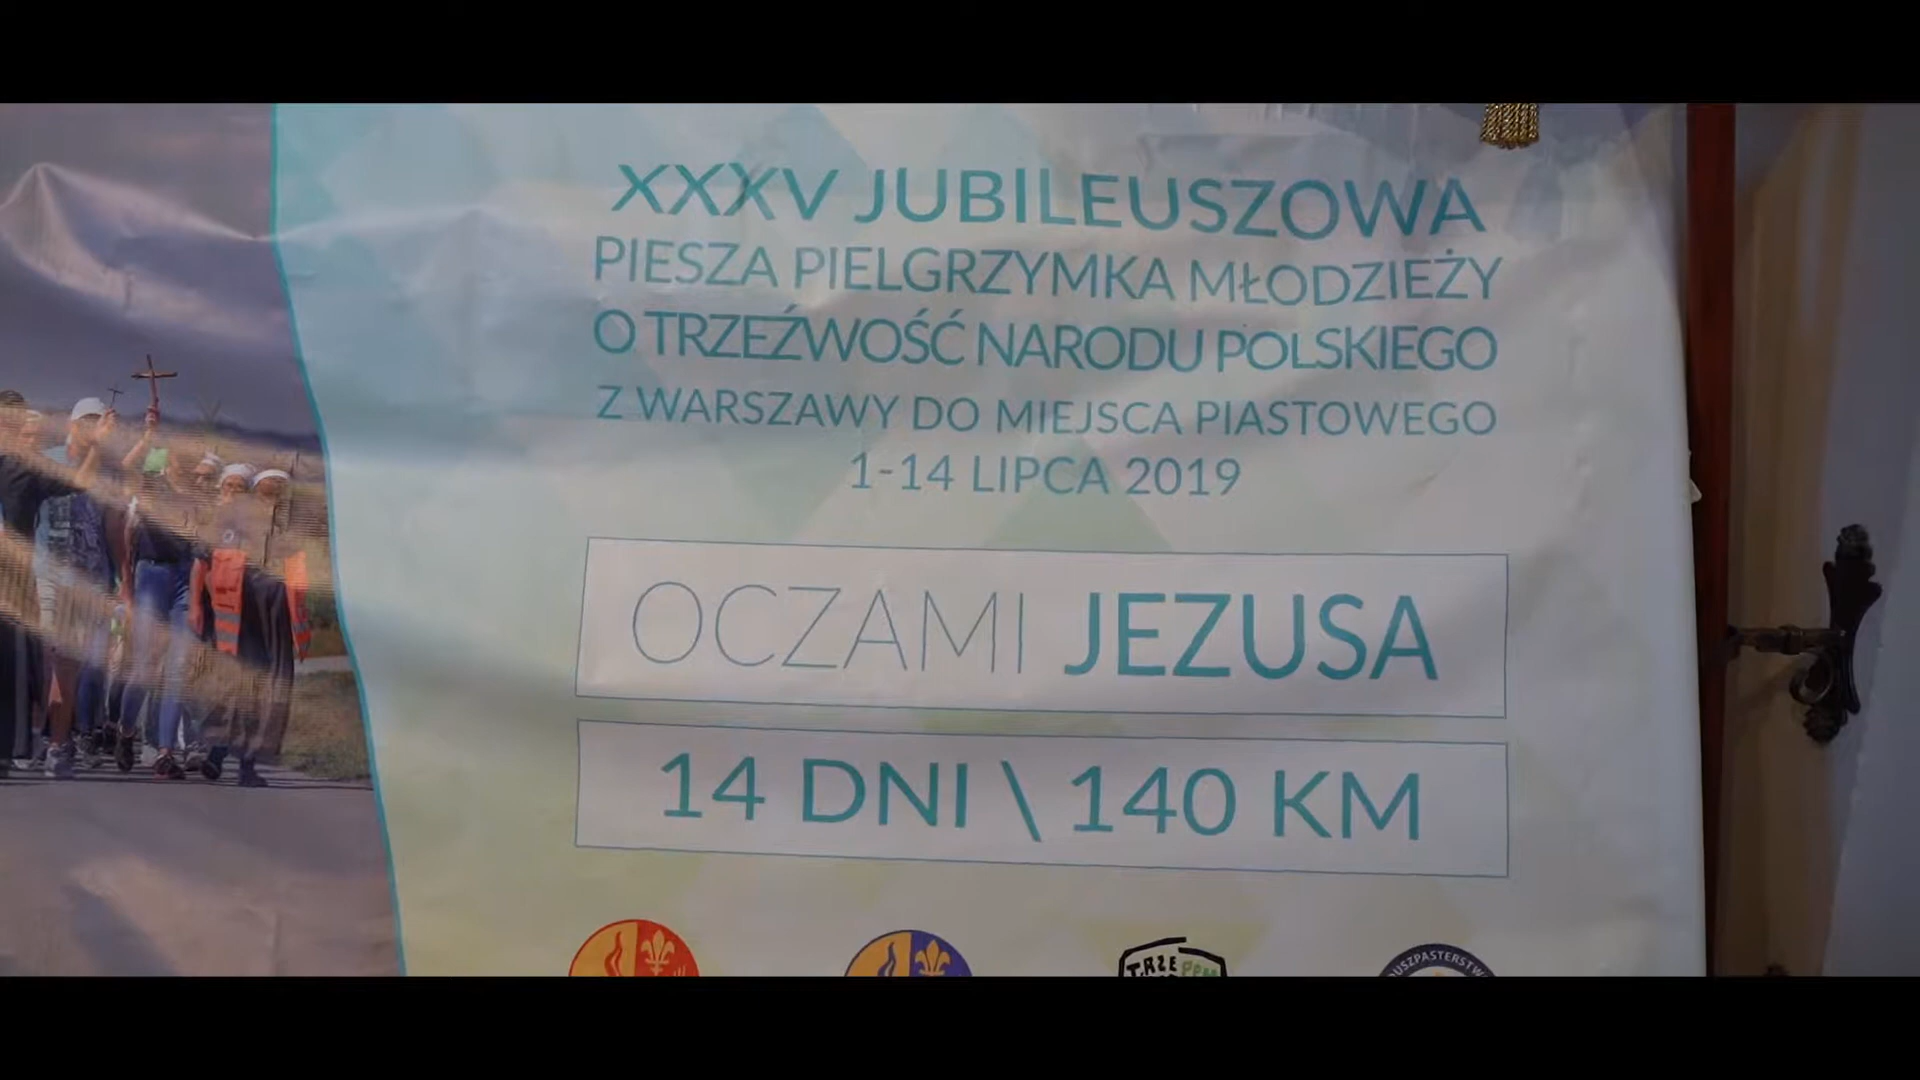 XXXV JUBILEUSZOWA
PIESZA PIELGRZYMKA MŁODZIEŻY
O TRZEŹWOŚĆ NARODU POLSKIEGO
Z WARSZAWY DO MIEJSCA PIASTOWEGO
1-14 LIPCA 2019
OCZAMI JEZUSA
14 DNI \ 140 KM